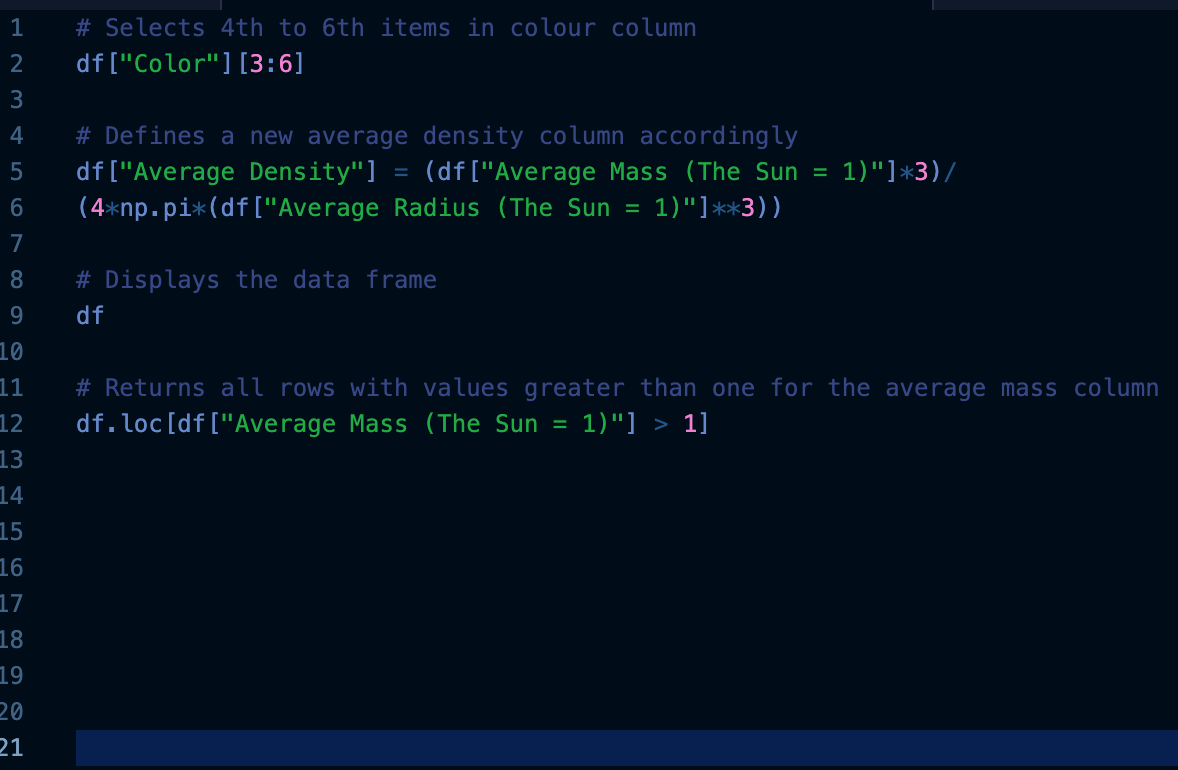 1 # Selects 4th to 6th items in colour column
2 df["Color"][3:6]
3
4 # Defines a new average density column accordingly
5 df["Average Density"] = (df["Average Mass (The Sun = 1)"]*3)/
6 (4*np.pi*(df["Average Radius (The Sun = 1)"]**3))
7
8 # Displays the data frame
9 df
10
11 # Returns all rows with values greater than one for the average mass column
12 df.loc[df["Average Mass (The Sun = 1)"] > 1]
13
14
15
16
17
18
19
20
21